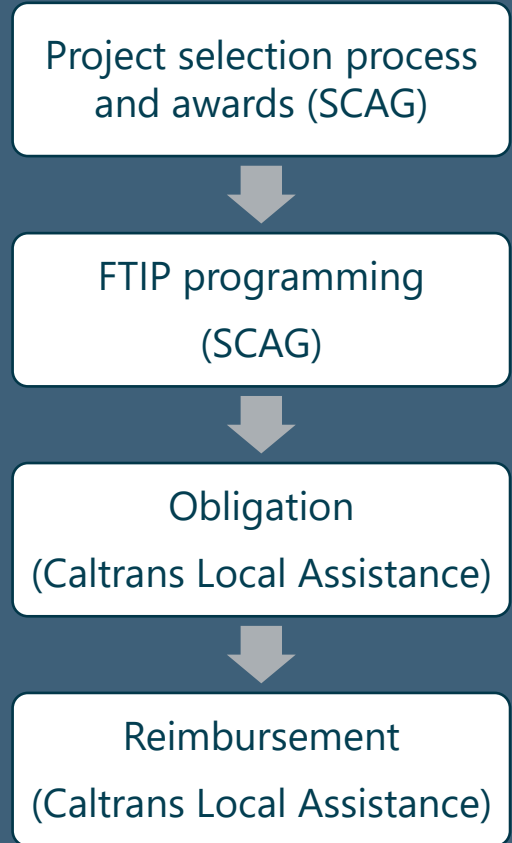 Project selection process
and awards (SCAG)
FTIP programming
(SCAG)
Obligation
(Caltrans Local Assistance)
Reimbursement
(Caltrans Local Assistance)